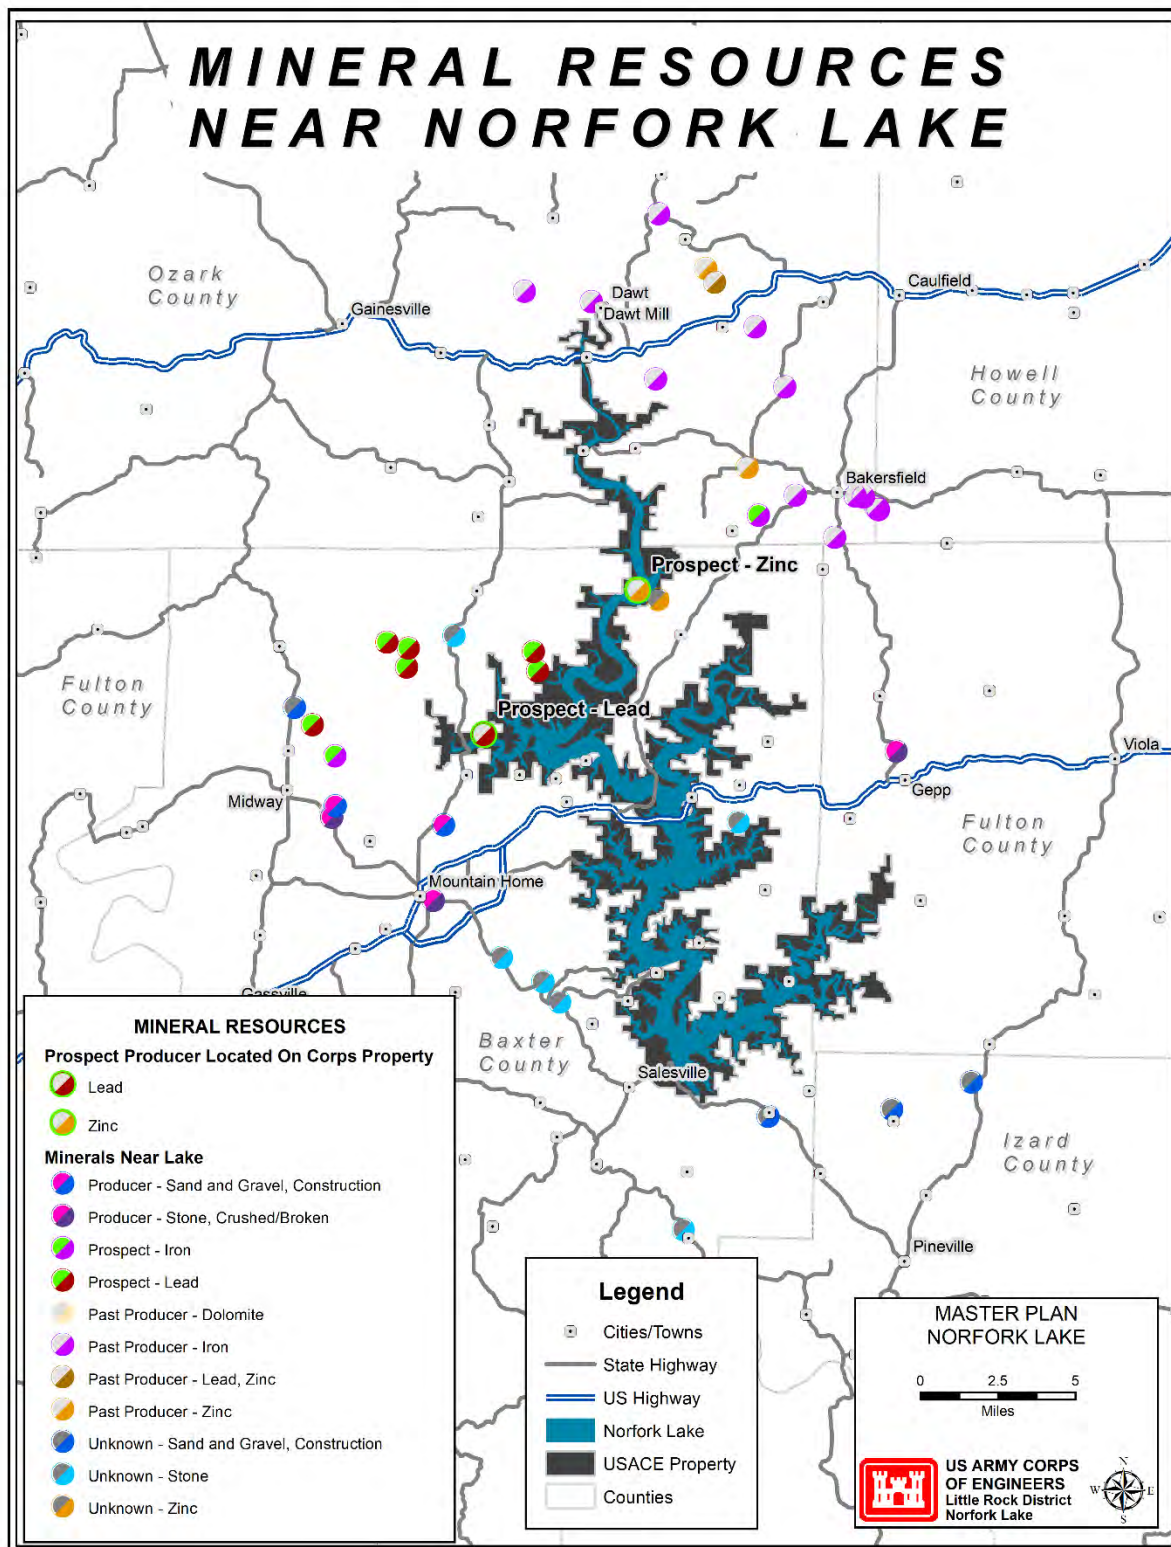 MINERAL RESOURCES
NEAR NORFORK LAKE
Ozark
County
Gainesville
Dawt
Dawt Mill
Caulfield
Howell
County
Bakersfield
Prospect - Zinc
Fulton
County
Prospect - Lead
Viola
Gepp
Midway
Fulton
County
Mountain Home
Gassville
Baxter
County
Salesville
Izard
County
Pineville
MINERAL RESOURCES
Prospect Producer Located On Corps Property
Lead
Zinc
Minerals Near Lake
Producer - Sand and Gravel, Construction
Producer - Stone, Crushed/Broken
Prospect - Iron
Prospect - Lead
Past Producer - Dolomite
Past Producer - Iron
Past Producer - Lead, Zinc
Past Producer - Zinc
Unknown - Sand and Gravel, Construction
Unknown - Stone
Unknown - Zinc
Legend
Cities/Towns
State Highway
US Highway
Norfork Lake
USACE Property
Counties
MASTER PLAN
NORFORK LAKE
0 2.5 5
Miles
US ARMY CORPS
OF ENGINEERS
Little Rock District
Norfork Lake
N
W E
S